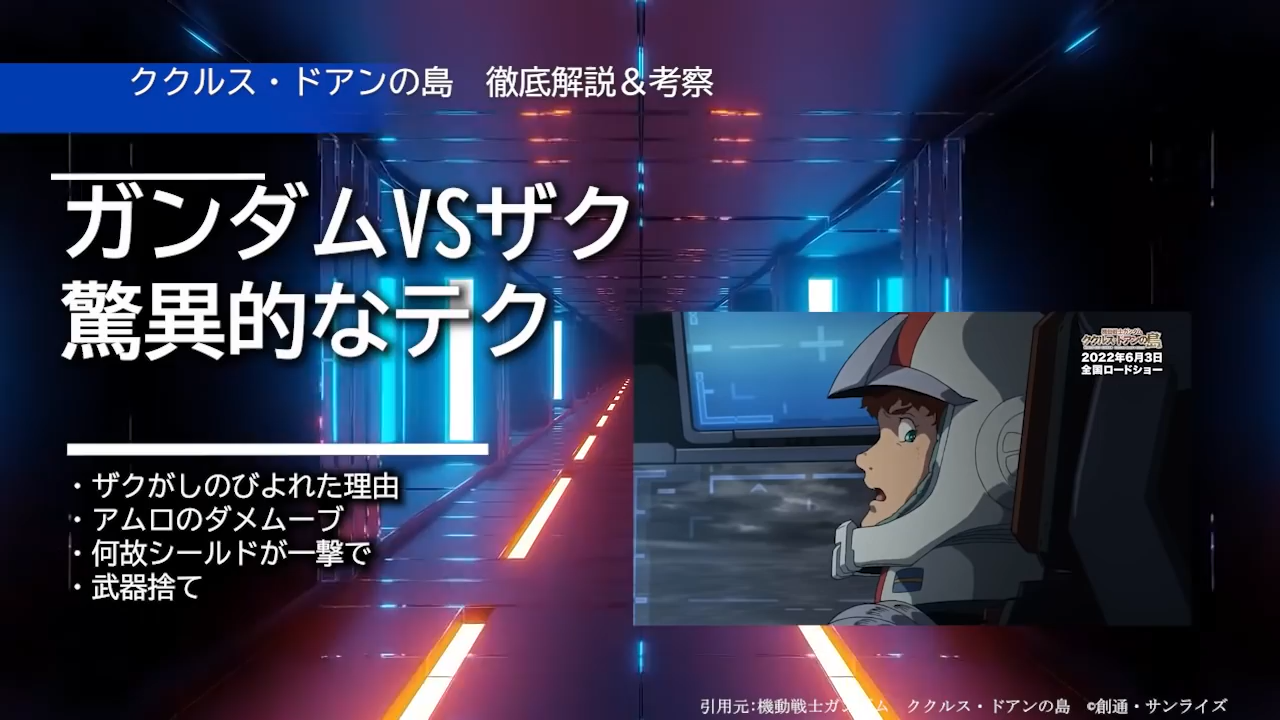 ククルス・ドアンの島　徹底解説＆考察
ガンダムVSザク
驚異的なテク
・ザクがしのびよれた理由
・アムロのダメムーブ
・何故シールドが一撃で
・武器捨て
ククルス・ドアンの島
2022年6月3日
全国ロードショー
引用元：機動戦士ガンダム　ククルス・ドアンの島　©創通・サンライズ